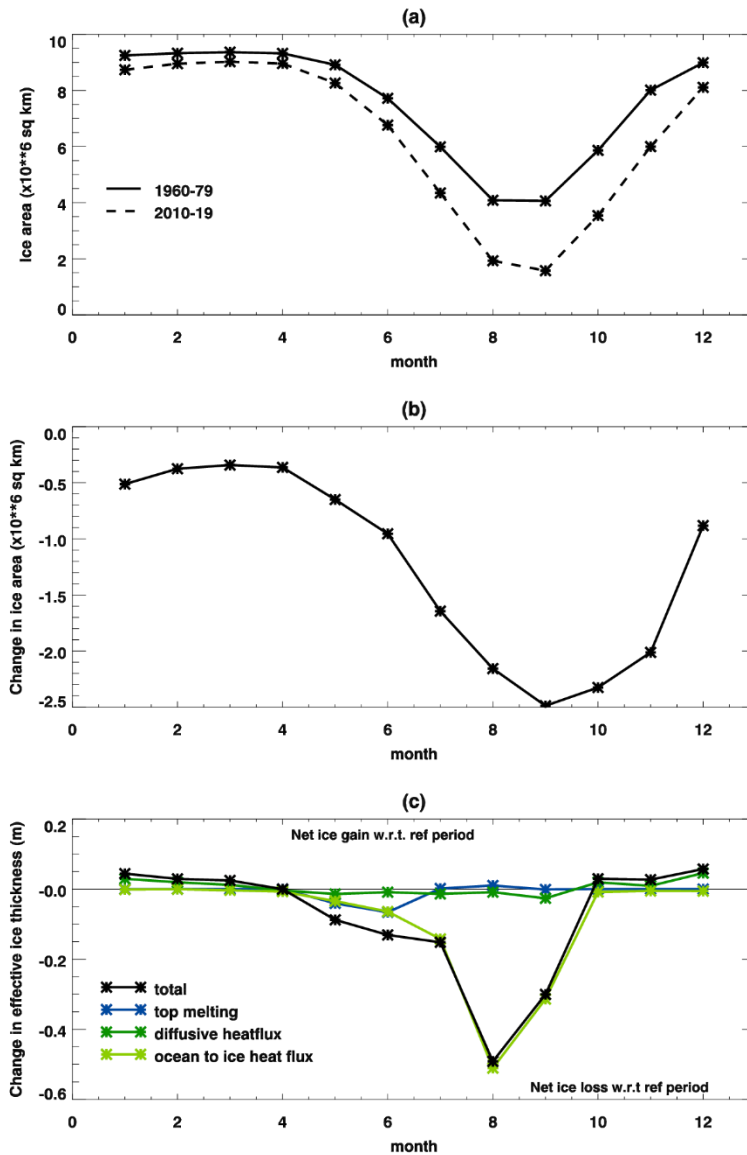 (a)
10
8
6
4
2
0
Ice area (x10**6 sq km)
1960-79
2010-19
0 2 4 6 8 10 12
month
(b)
0.0
-0.5
-1.0
-1.5
-2.0
-2.5
Change in ice area (x10**6 sq km)
0 2 4 6 8 10 12
month
(c)
0.2
-0.0
-0.2
-0.4
-0.6
Change in effective ice thickness (m)
Net ice gain w.r.t. ref period
total
top melting
diffusive heatflux
ocean to ice heat flux
Net ice loss w.r.t ref period
0 2 4 6 8 10 12
month